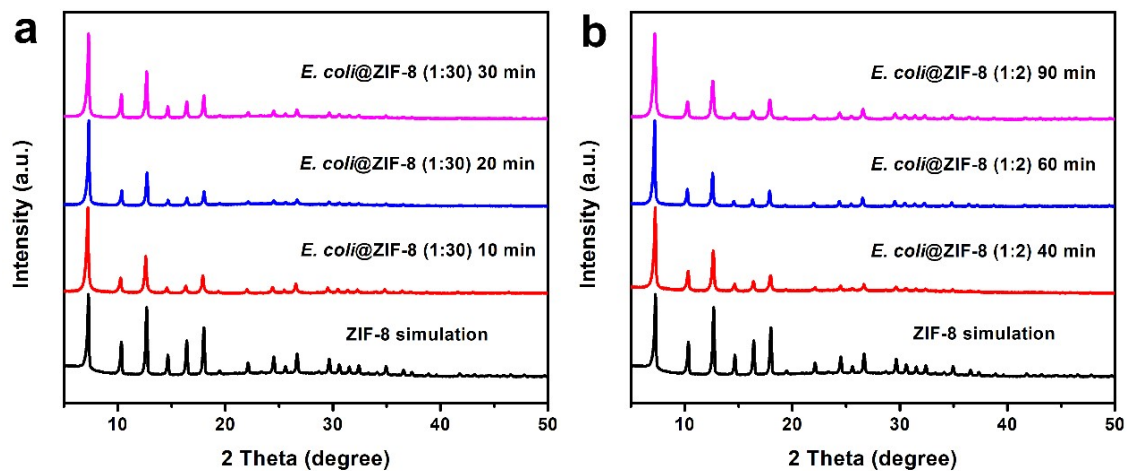 a
Intensity (a.u.)
E. coli@ZIF-8 (1:30) 30 min
E. coli@ZIF-8 (1:30) 20 min
E. coli@ZIF-8 (1:30) 10 min
ZIF-8 simulation
10 20 30 40 50
2 Theta (degree)
b
Intensity (a.u.)
E. coli@ZIF-8 (1:2) 90 min
E. coli@ZIF-8 (1:2) 60 min
E. coli@ZIF-8 (1:2) 40 min
ZIF-8 simulation
10 20 30 40 50
2 Theta (degree)